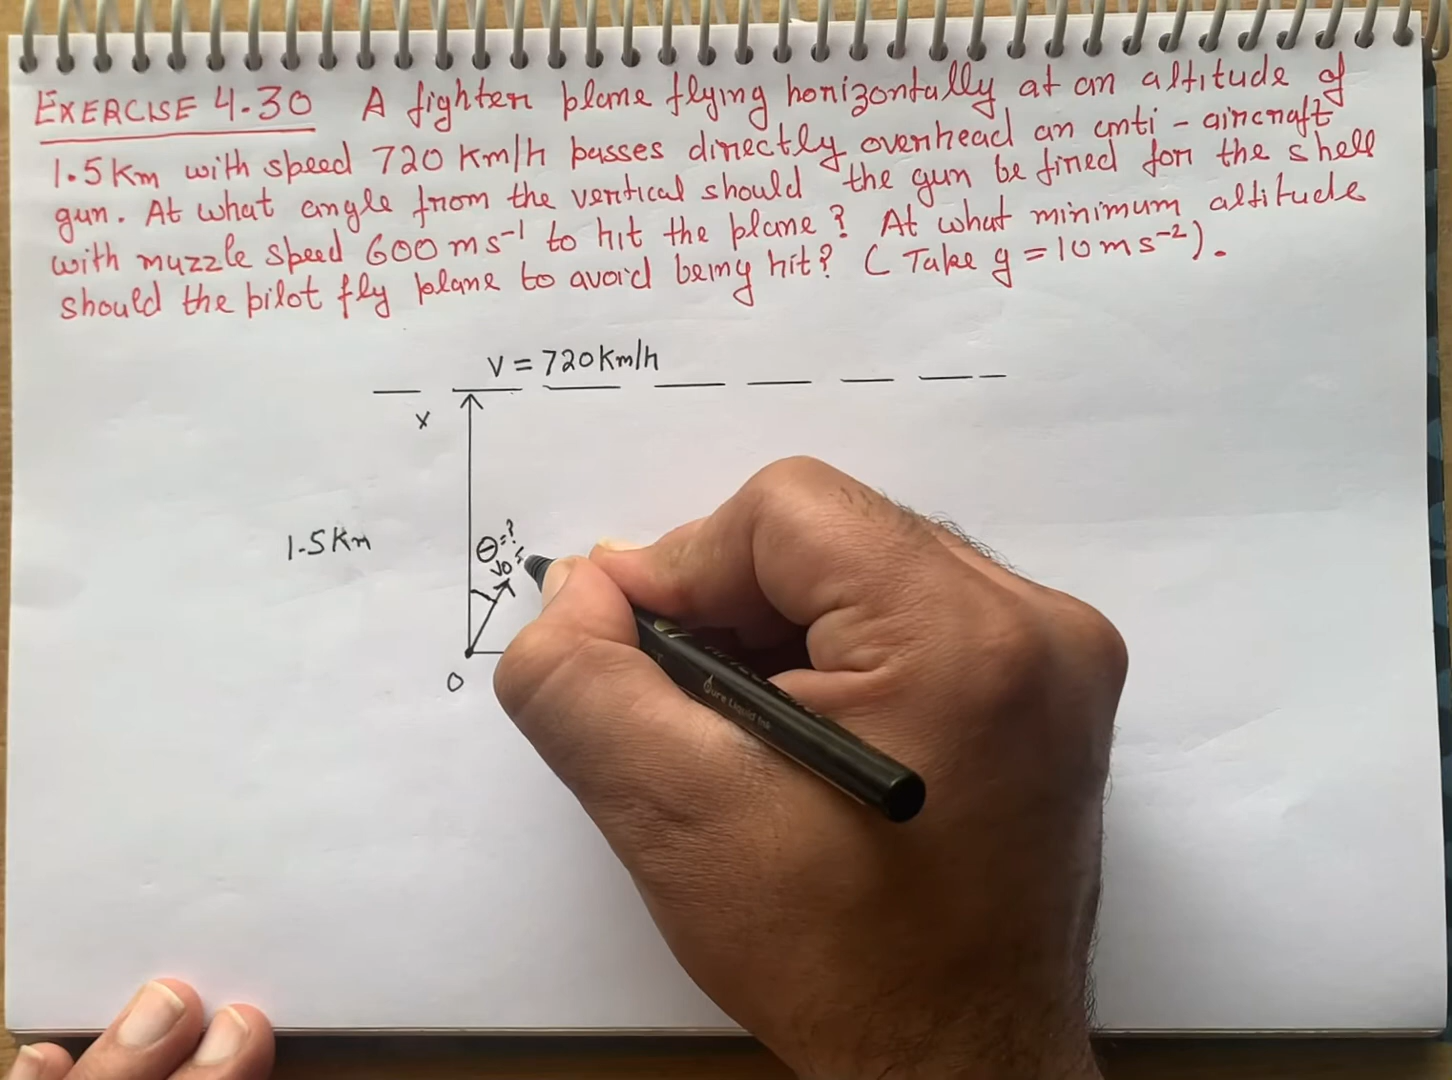 EXERCISE 4.30 A fighter plane flying horizontally at an altitude of
1.5 Km with speed 720 Km/h passes directly overhead an anti - aircraft
gun. At what angle from the vertical should the gun be fired for the shell
with muzzle speed 600 ms⁻¹ to hit the plane? At what minimum altitude
should the pilot fly plane to avoid being hit? ( Take g = 10 ms⁻²).
V = 720 Km/h
x
1.5 Km
θ = ?
v0 =
O
Pure Liquid Ink